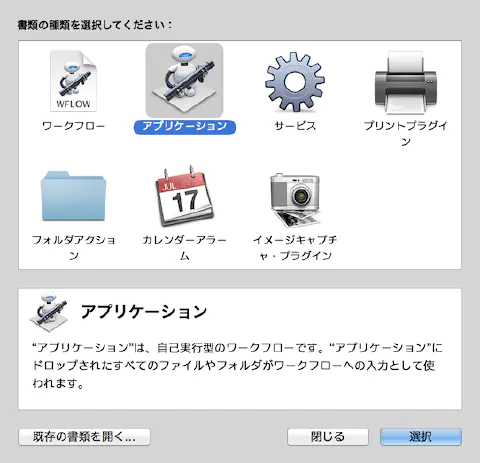 書類の種類を選択してください：
WFLOW
ワークフロー
アプリケーション
サービス
プリントプラグイ
ン
フォルダアクショ
ン
JUL
17
カレンダーアラー
ム
イメージキャプチ
ャ・プラグイン
アプリケーション
“アプリケーション”は、自己実行型のワークフローです。“アプリケーション”に
ドロップされたすべてのファイルやフォルダがワークフローへの入力として使
われます。
既存の書類を開く...
閉じる
選択